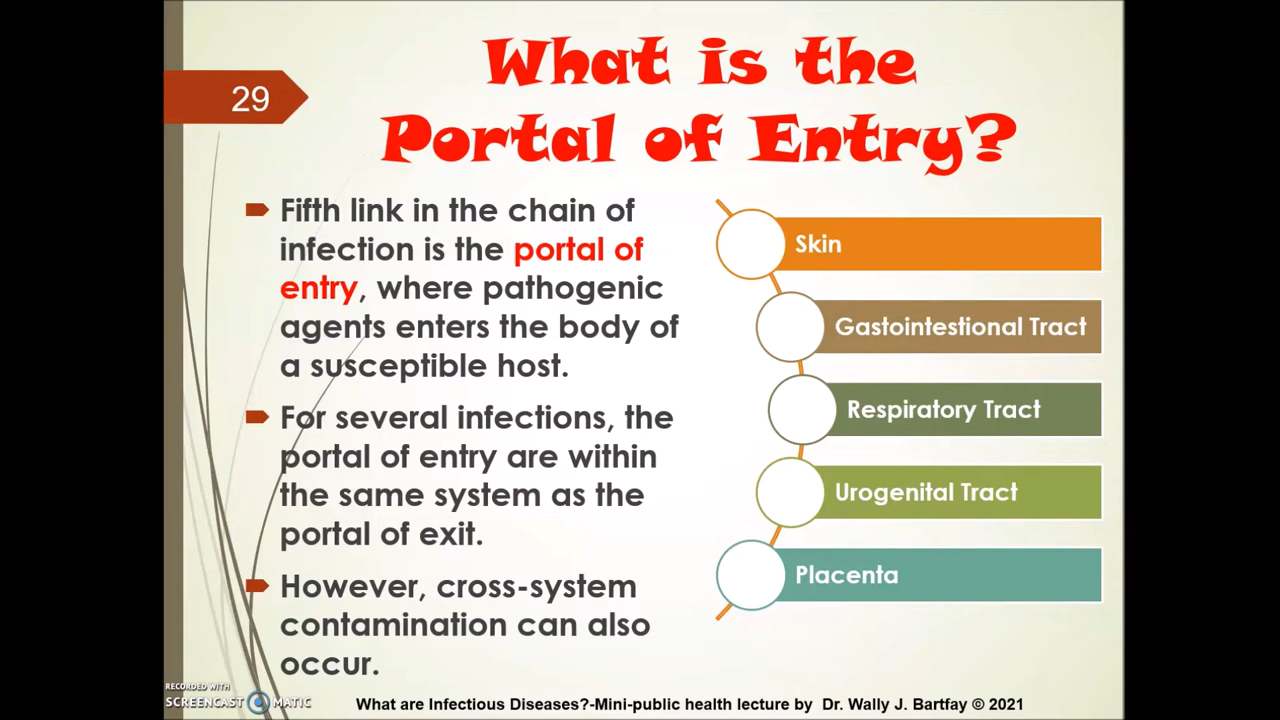 What is the
Portal of Entry?
29
Fifth link in the chain of
infection is the portal of
entry, where pathogenic
agents enters the body of
a susceptible host.
For several infections, the
portal of entry are within
the same system as the
portal of exit.
However, cross-system
contamination can also
occur.
Skin
Gastointestional Tract
Respiratory Tract
Urogenital Tract
Placenta
RECORDED WITH
SCREENCAST MATIC
What are Infectious Diseases?-Mini-public health lecture by Dr. Wally J. Bartfay © 2021